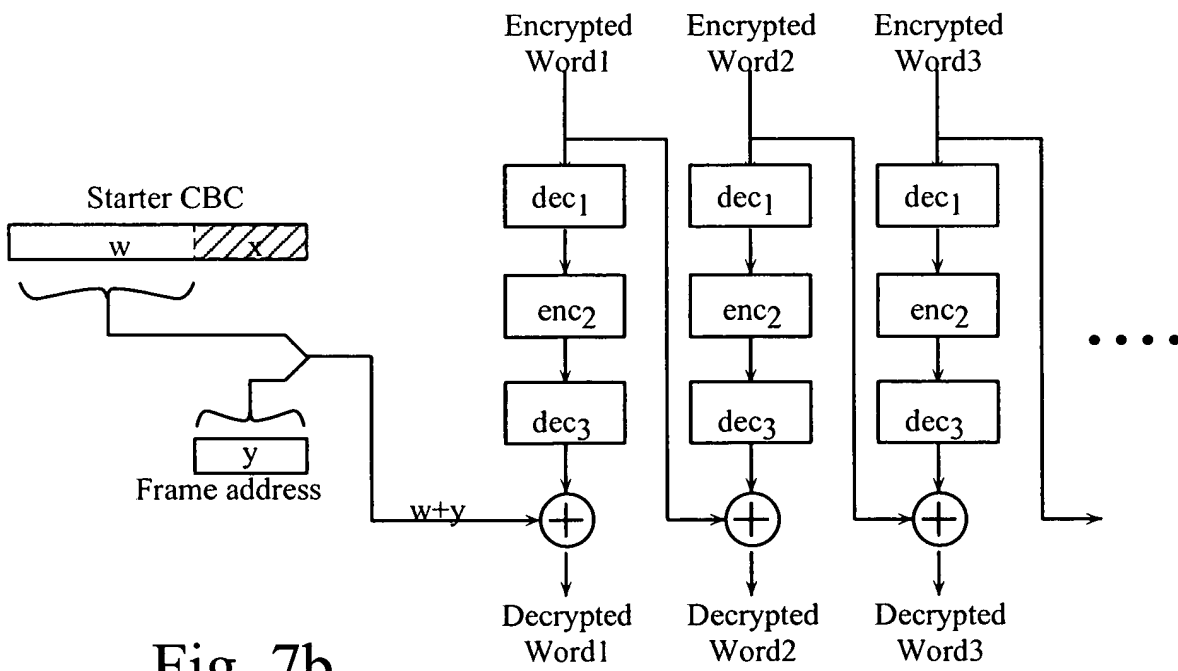 Encrypted
Word1
Encrypted
Word2
Encrypted
Word3
Starter CBC
w
x
dec1
dec1
dec1
enc2
enc2
enc2
dec3
dec3
dec3
y
Frame address
w+y
Decrypted
Word1
Decrypted
Word2
Decrypted
Word3
Fig. 7b